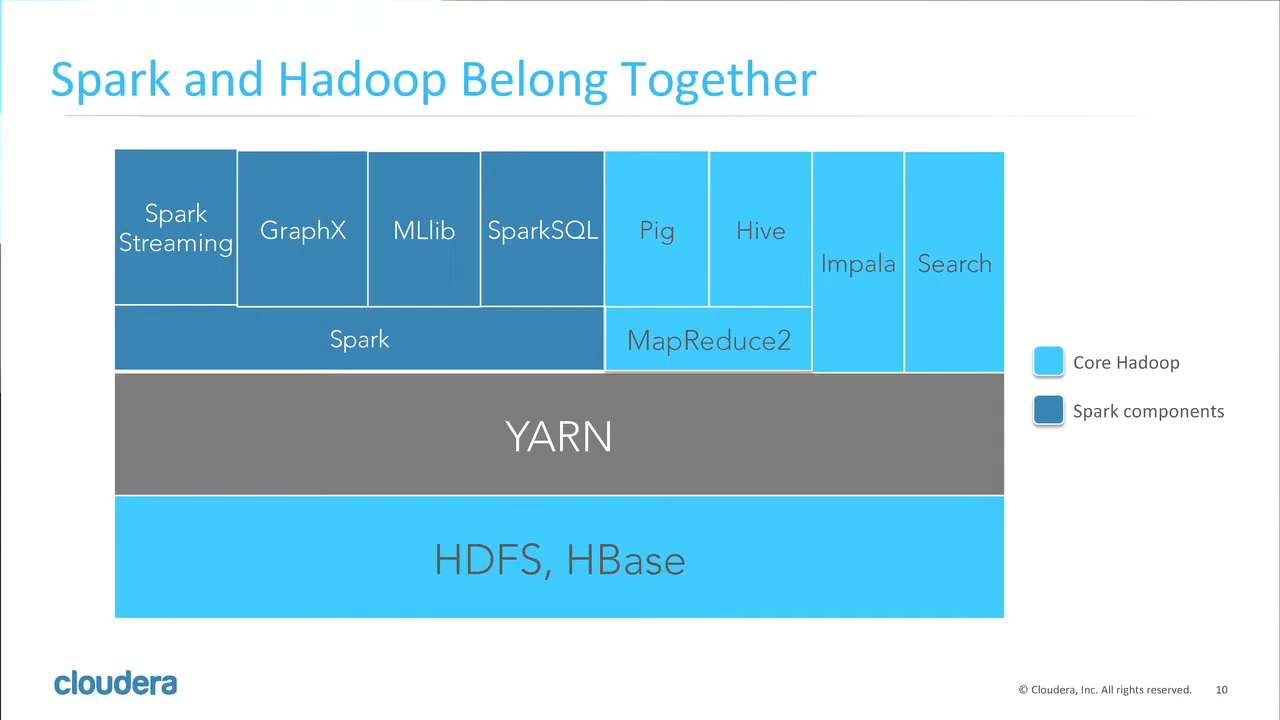 Spark and Hadoop Belong Together
Spark
Streaming
GraphX
MLlib
SparkSQL
Pig
Hive
Impala
Search
Spark
MapReduce2
YARN
HDFS, HBase
Core Hadoop
Spark components
cloudera
© Cloudera, Inc. All rights reserved.
10